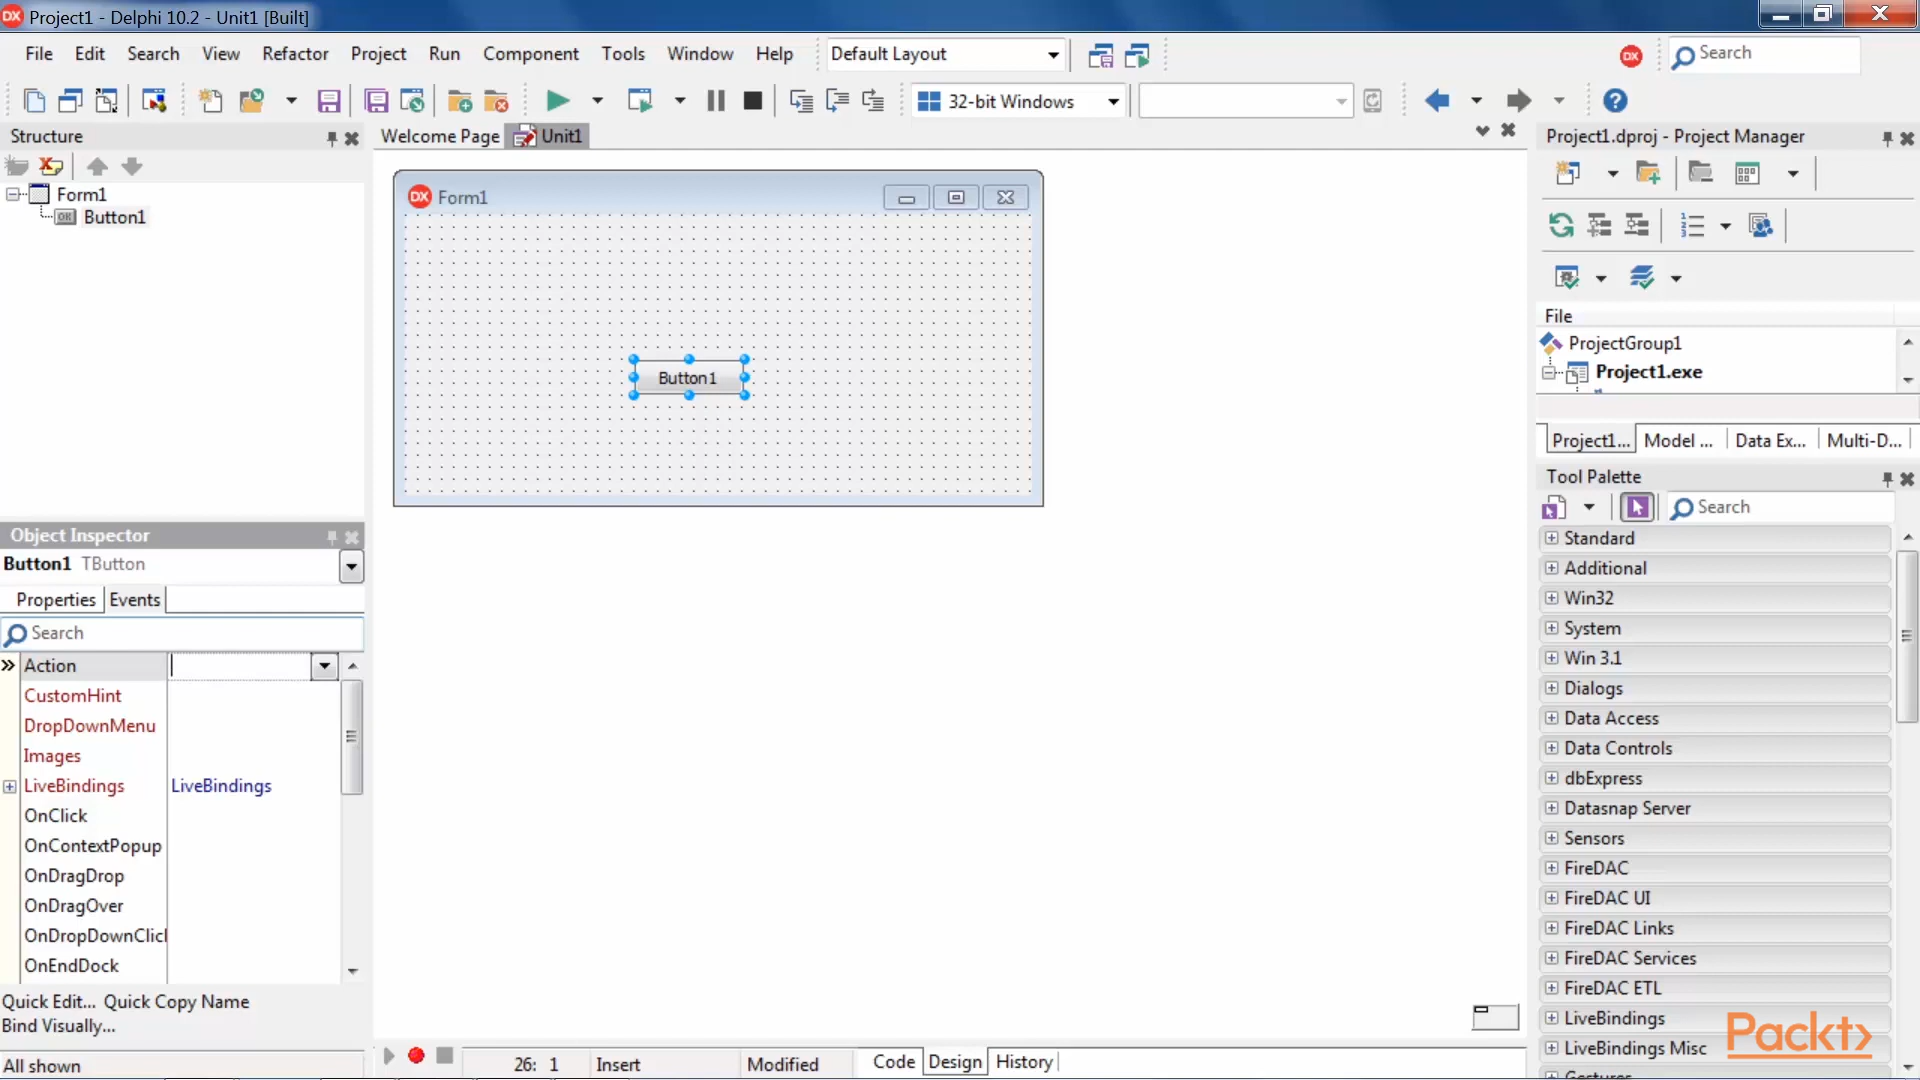 Project1 - Delphi 10.2 - Unit1 [Built]
File Edit Search View Refactor Project Run Component Tools Window Help Default Layout Search
32-bit Windows
Structure
Form1
Button1
Welcome Page Unit1
Form1
Button1
Object Inspector
Button1 TButton
Properties Events
Search
Action
CustomHint
DropDownMenu
Images
LiveBindings LiveBindings
OnClick
OnContextPopup
OnDragDrop
OnDragOver
OnDropDownClicl
OnEndDock
Quick Edit... Quick Copy Name
Bind Visually...
All shown
26: 1 Insert Modified Code Design History
Project1.dproj - Project Manager
File
ProjectGroup1
Project1.exe
Project1... Model ... Data Ex... Multi-D...
Tool Palette
Search
Standard
Additional
Win32
System
Win 3.1
Dialogs
Data Access
Data Controls
dbExpress
Datasnap Server
Sensors
FireDAC
FireDAC UI
FireDAC Links
FireDAC Services
FireDAC ETL
LiveBindings
LiveBindings Misc
Gestures
Packt>